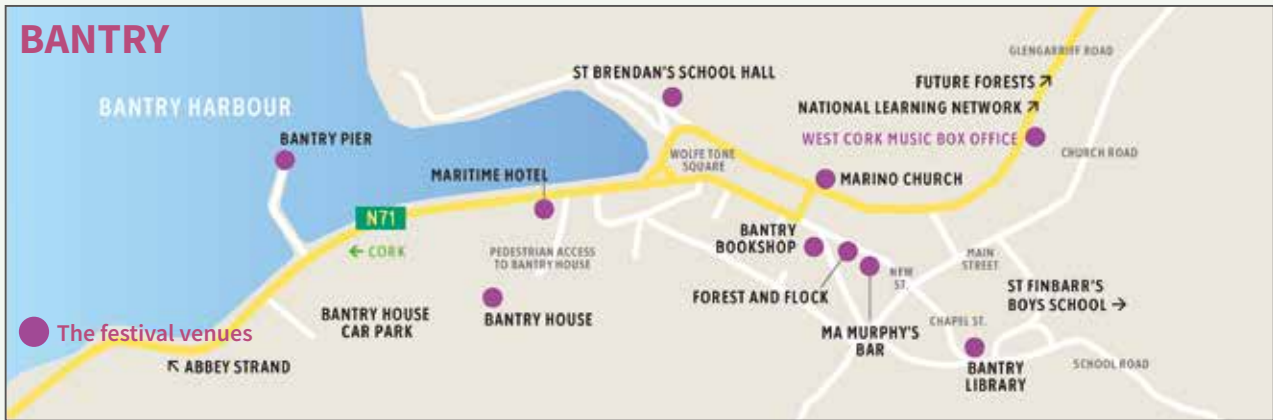 BANTRY
BANTRY HARBOUR
BANTRY PIER
ST BRENDAN'S SCHOOL HALL
GLENGARRIFF ROAD
FUTURE FORESTS ↗
NATIONAL LEARNING NETWORK ↗
WEST CORK MUSIC BOX OFFICE
CHURCH ROAD
WOLFE TONE
SQUARE
MARITIME HOTEL
MARINO CHURCH
N71
← CORK
PEDESTRIAN ACCESS
TO BANTRY HOUSE
BANTRY
BOOKSHOP
MAIN
STREET
NEW
ST.
FOREST AND FLOCK
ST FINBARR'S
BOYS SCHOOL →
BANTRY HOUSE
CAR PARK
BANTRY HOUSE
MA MURPHY'S
BAR
CHAPEL ST.
The festival venues
↖ ABBEY STRAND
BANTRY
LIBRARY
SCHOOL ROAD